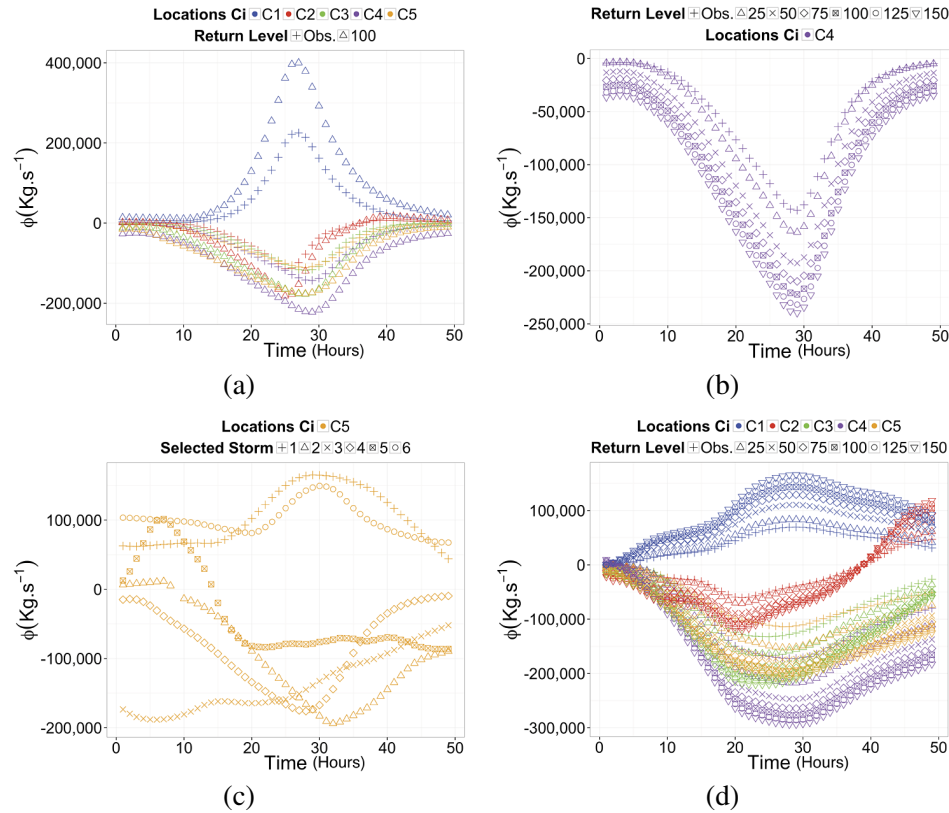 Locations Ci C1 C2 C3 C4 C5
Return Level Obs. 100
400,000
200,000
0
-200,000
ϕ(Kg.s⁻¹)
0 10 20 30 40 50
Time (Hours)
(a)
Return Level Obs. 25 50 75 100 125 150
Locations Ci C4
0
-50,000
-100,000
-150,000
-200,000
-250,000
ϕ(Kg.s⁻¹)
0 10 20 30 40 50
Time (Hours)
(b)
Locations Ci C5
Selected Storm 1 2 3 4 5 6
100,000
0
-100,000
-200,000
ϕ(Kg.s⁻¹)
0 10 20 30 40 50
Time (Hours)
(c)
Locations Ci C1 C2 C3 C4 C5
Return Level Obs. 25 50 75 100 125 150
100,000
0
-100,000
-200,000
-300,000
ϕ(Kg.s⁻¹)
0 10 20 30 40 50
Time (Hours)
(d)